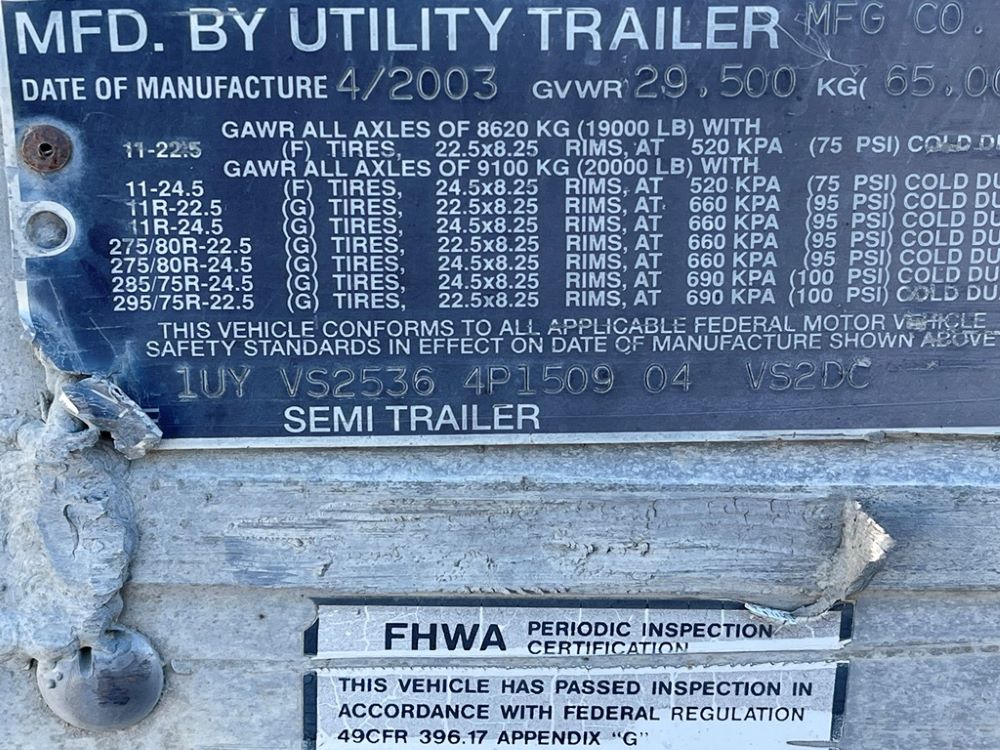 MFD. BY UTILITY TRAILER MFG CO.
DATE OF MANUFACTURE 4/2003 GVWR 29,500 KG( 65,00
GAWR ALL AXLES OF 8620 KG (19000 LB) WITH
11-22.5 (F) TIRES, 22.5x8.25 RIMS, AT 520 KPA (75 PSI) COLD D
GAWR ALL AXLES OF 9100 KG (20000 LB) WITH
11-24.5 (F) TIRES, 24.5x8.25 RIMS, AT 520 KPA (75 PSI) COLD DU
11R-22.5 (G) TIRES, 22.5x8.25 RIMS, AT 660 KPA (95 PSI) COLD DU
11R-24.5 (G) TIRES, 24.5x8.25 RIMS, AT 660 KPA (95 PSI) COLD DU
275/80R-22.5 (G) TIRES, 22.5x8.25 RIMS, AT 660 KPA (95 PSI) COLD DU
275/80R-24.5 (G) TIRES, 24.5x8.25 RIMS, AT 660 KPA (95 PSI) COLD DU
285/75R-24.5 (G) TIRES, 24.5x8.25 RIMS, AT 690 KPA (100 PSI) COLD DU
295/75R-22.5 (G) TIRES, 22.5x8.25 RIMS, AT 690 KPA (100 PSI) COLD DU
THIS VEHICLE CONFORMS TO ALL APPLICABLE FEDERAL MOTOR VEHICLE
SAFETY STANDARDS IN EFFECT ON DATE OF MANUFACTURE SHOWN ABOVE
1UY VS2536 4P1509 04 VS2DC
E SEMI TRAILER
FHWA PERIODIC INSPECTION
CERTIFICATION
THIS VEHICLE HAS PASSED INSPECTION IN
ACCORDANCE WITH FEDERAL REGULATION
49CFR 396.17 APPENDIX "G"